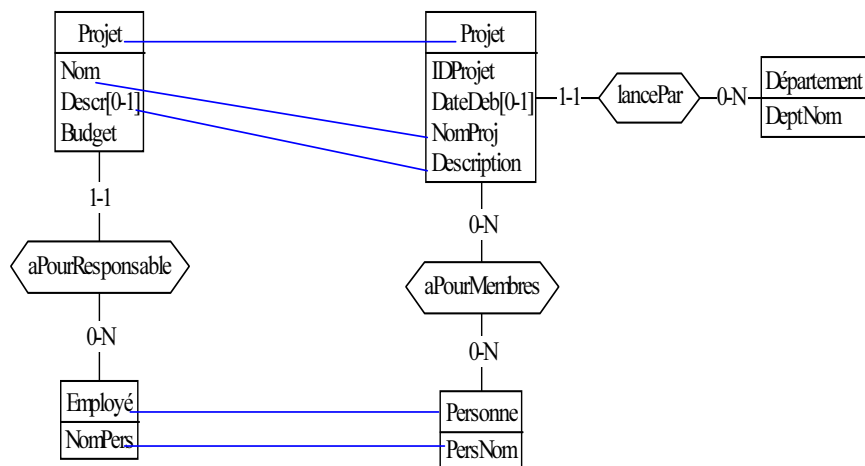 Projet
Nom
Descr[0-1]
Budget
1-1
aPourResponsable
0-N
Employé
NomPers
Projet
IDProjet
DateDeb[0-1]
NomProj
Description
1-1
lancePar
0-N
Département
DeptNom
0-N
aPourMembres
0-N
Personne
PersNom